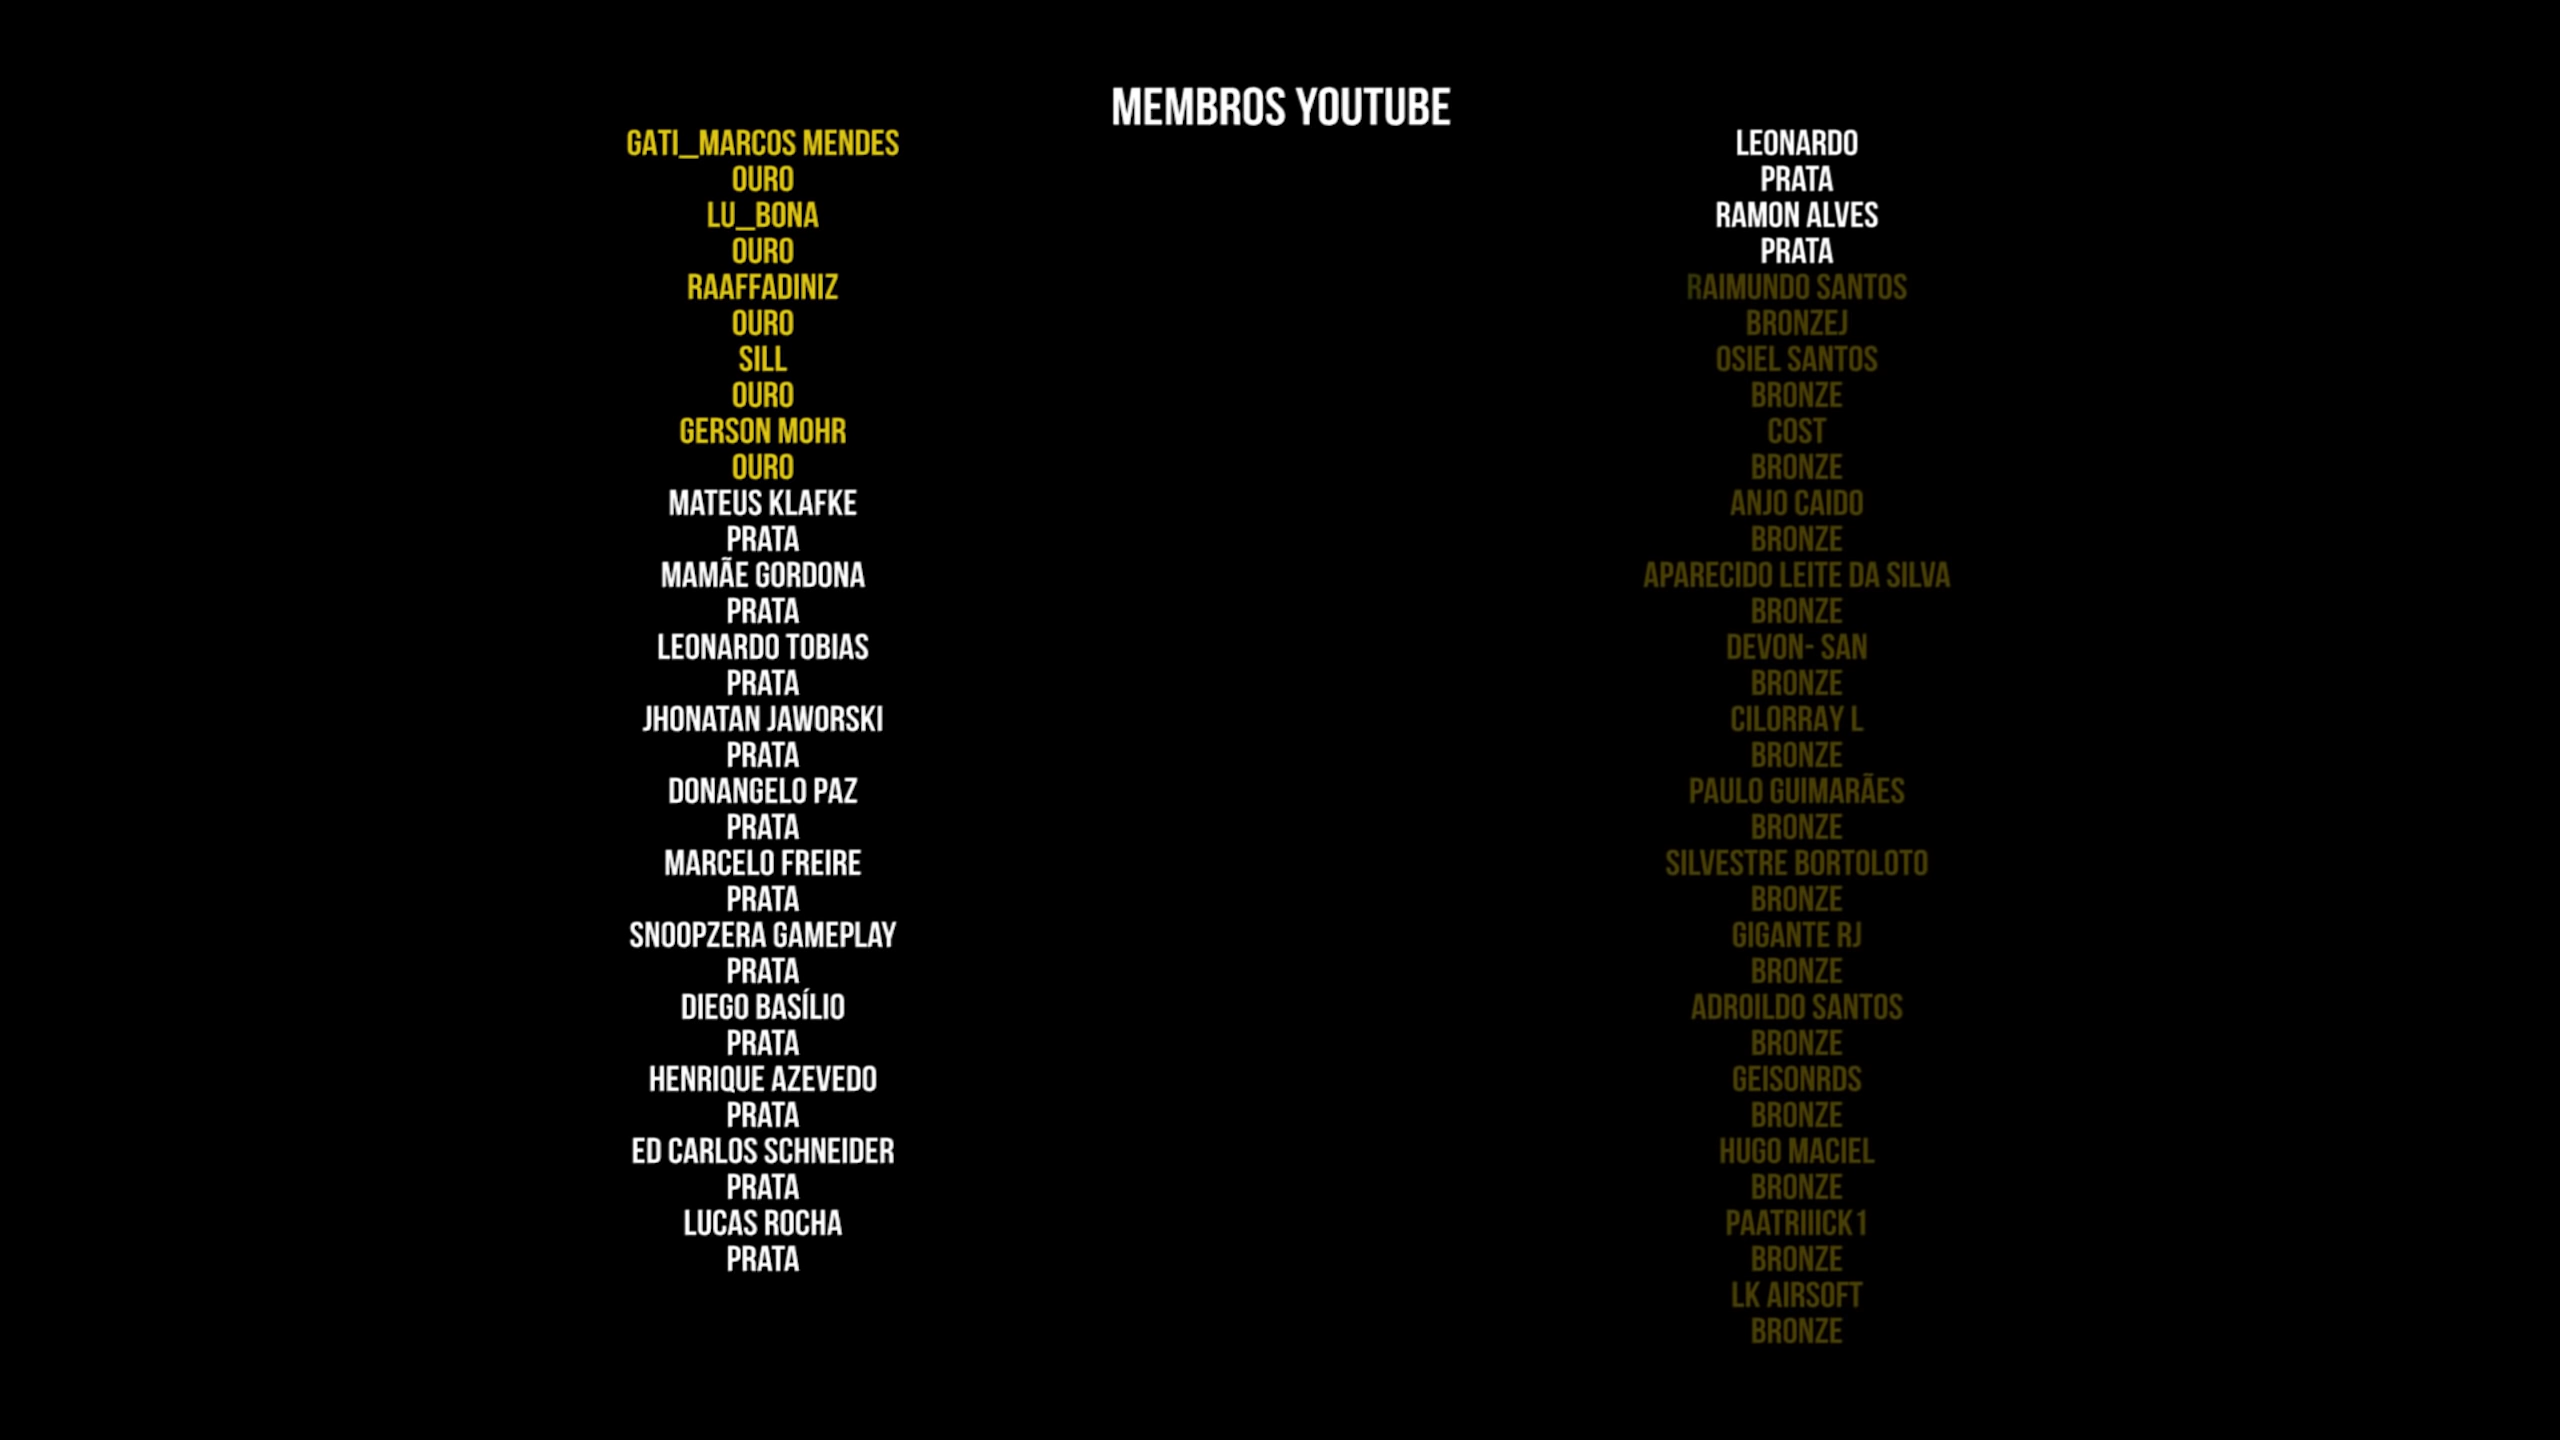 MEMBROS YOUTUBE
GATI_MARCOS MENDES
OURO
LU_BONA
OURO
RAAFFADINIZ
OURO
SILL
OURO
GERSON MOHR
OURO
MATEUS KLAFKE
PRATA
MAMÃE GORDONA
PRATA
LEONARDO TOBIAS
PRATA
JHONATAN JAWORSKI
PRATA
DONANGELO PAZ
PRATA
MARCELO FREIRE
PRATA
SNOOPZERA GAMEPLAY
PRATA
DIEGO BASÍLIO
PRATA
HENRIQUE AZEVEDO
PRATA
ED CARLOS SCHNEIDER
PRATA
LUCAS ROCHA
PRATA
LEONARDO
PRATA
RAMON ALVES
PRATA
RAIMUNDO SANTOS
BRONZEJ
OSIEL SANTOS
BRONZE
COST
BRONZE
ANJO CAIDO
BRONZE
APARECIDO LEITE DA SILVA
BRONZE
DEVON- SAN
BRONZE
CILORRAY L
BRONZE
PAULO GUIMARÃES
BRONZE
SILVESTRE BORTOLOTO
BRONZE
GIGANTE RJ
BRONZE
ADROILDO SANTOS
BRONZE
GEISONRDS
BRONZE
HUGO MACIEL
BRONZE
PAATRIIICK1
BRONZE
LK AIRSOFT
BRONZE